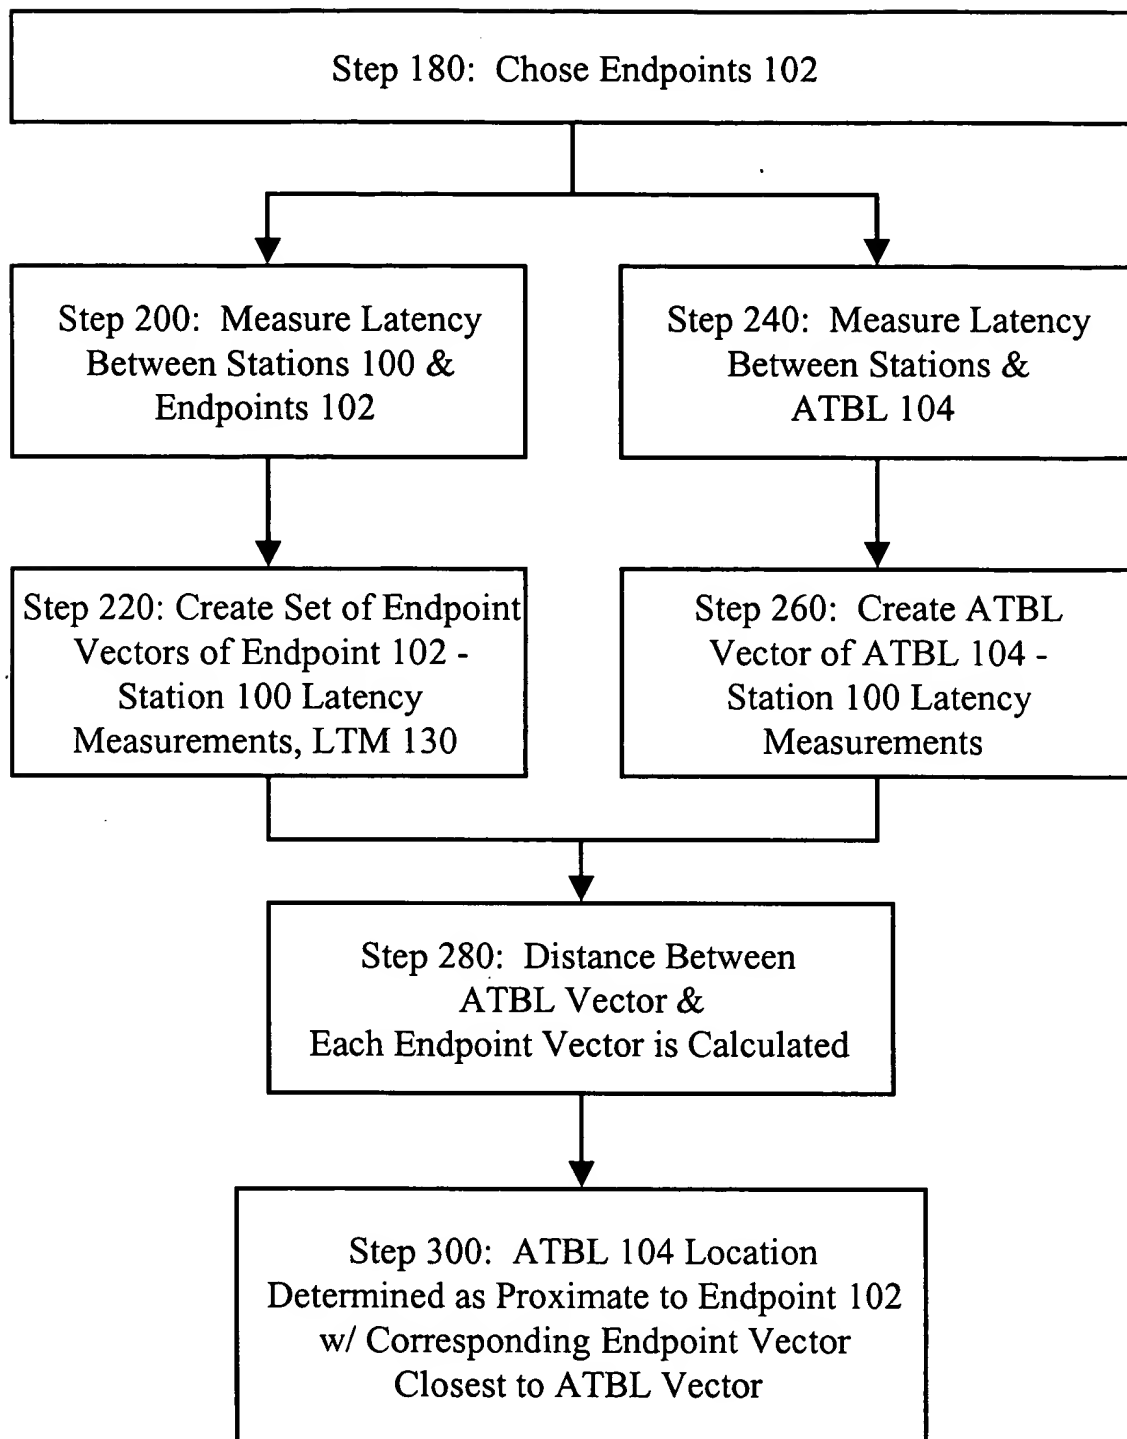 Step 180: Chose Endpoints 102
Step 200: Measure Latency
Between Stations 100 &
Endpoints 102
Step 240: Measure Latency
Between Stations &
ATBL 104
Step 220: Create Set of Endpoint
Vectors of Endpoint 102 -
Station 100 Latency
Measurements, LTM 130
Step 260: Create ATBL
Vector of ATBL 104 -
Station 100 Latency
Measurements
Step 280: Distance Between
ATBL Vector &
Each Endpoint Vector is Calculated
Step 300: ATBL 104 Location
Determined as Proximate to Endpoint 102
w/ Corresponding Endpoint Vector
Closest to ATBL Vector